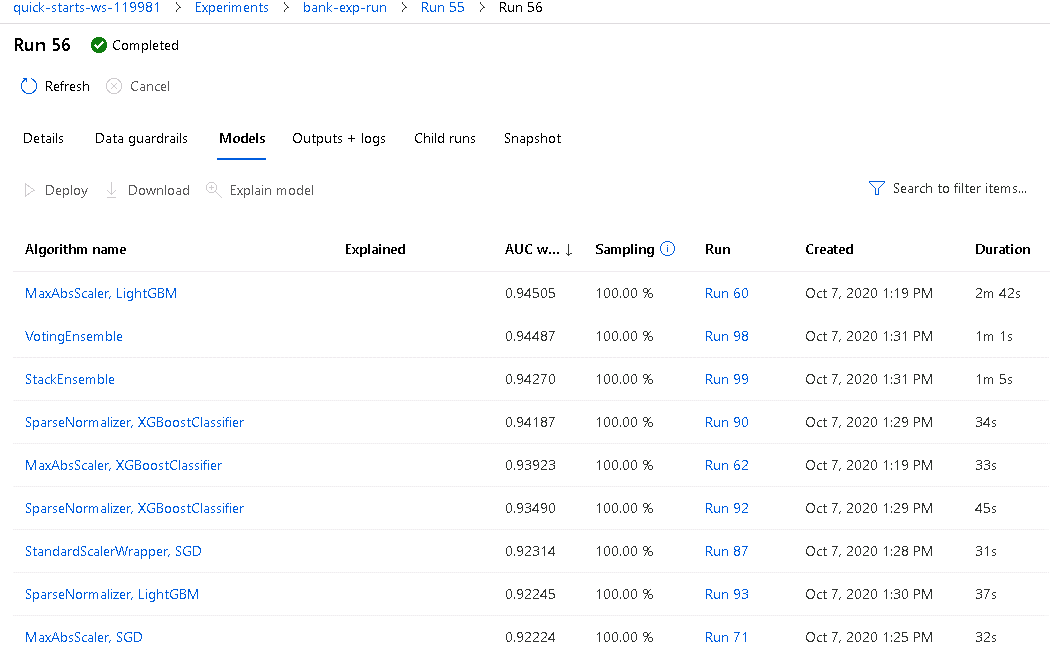 quick-starts-ws-119981 > Experiments > bank-exp-run > Run 55 > Run 56
Run 56 Completed
Refresh Cancel
Details Data guardrails Models Outputs + logs Child runs Snapshot
Deploy Download Explain model Search to filter items...
Algorithm name Explained AUC w... ↓ Sampling Run Created Duration
MaxAbsScaler, LightGBM 0.94505 100.00 % Run 60 Oct 7, 2020 1:19 PM 2m 42s
VotingEnsemble 0.94487 100.00 % Run 98 Oct 7, 2020 1:31 PM 1m 1s
StackEnsemble 0.94270 100.00 % Run 99 Oct 7, 2020 1:31 PM 1m 5s
SparseNormalizer, XGBoostClassifier 0.94187 100.00 % Run 90 Oct 7, 2020 1:29 PM 34s
MaxAbsScaler, XGBoostClassifier 0.93923 100.00 % Run 62 Oct 7, 2020 1:19 PM 33s
SparseNormalizer, XGBoostClassifier 0.93490 100.00 % Run 92 Oct 7, 2020 1:29 PM 45s
StandardScalerWrapper, SGD 0.92314 100.00 % Run 87 Oct 7, 2020 1:28 PM 31s
SparseNormalizer, LightGBM 0.92245 100.00 % Run 93 Oct 7, 2020 1:30 PM 37s
MaxAbsScaler, SGD 0.92224 100.00 % Run 71 Oct 7, 2020 1:25 PM 32s